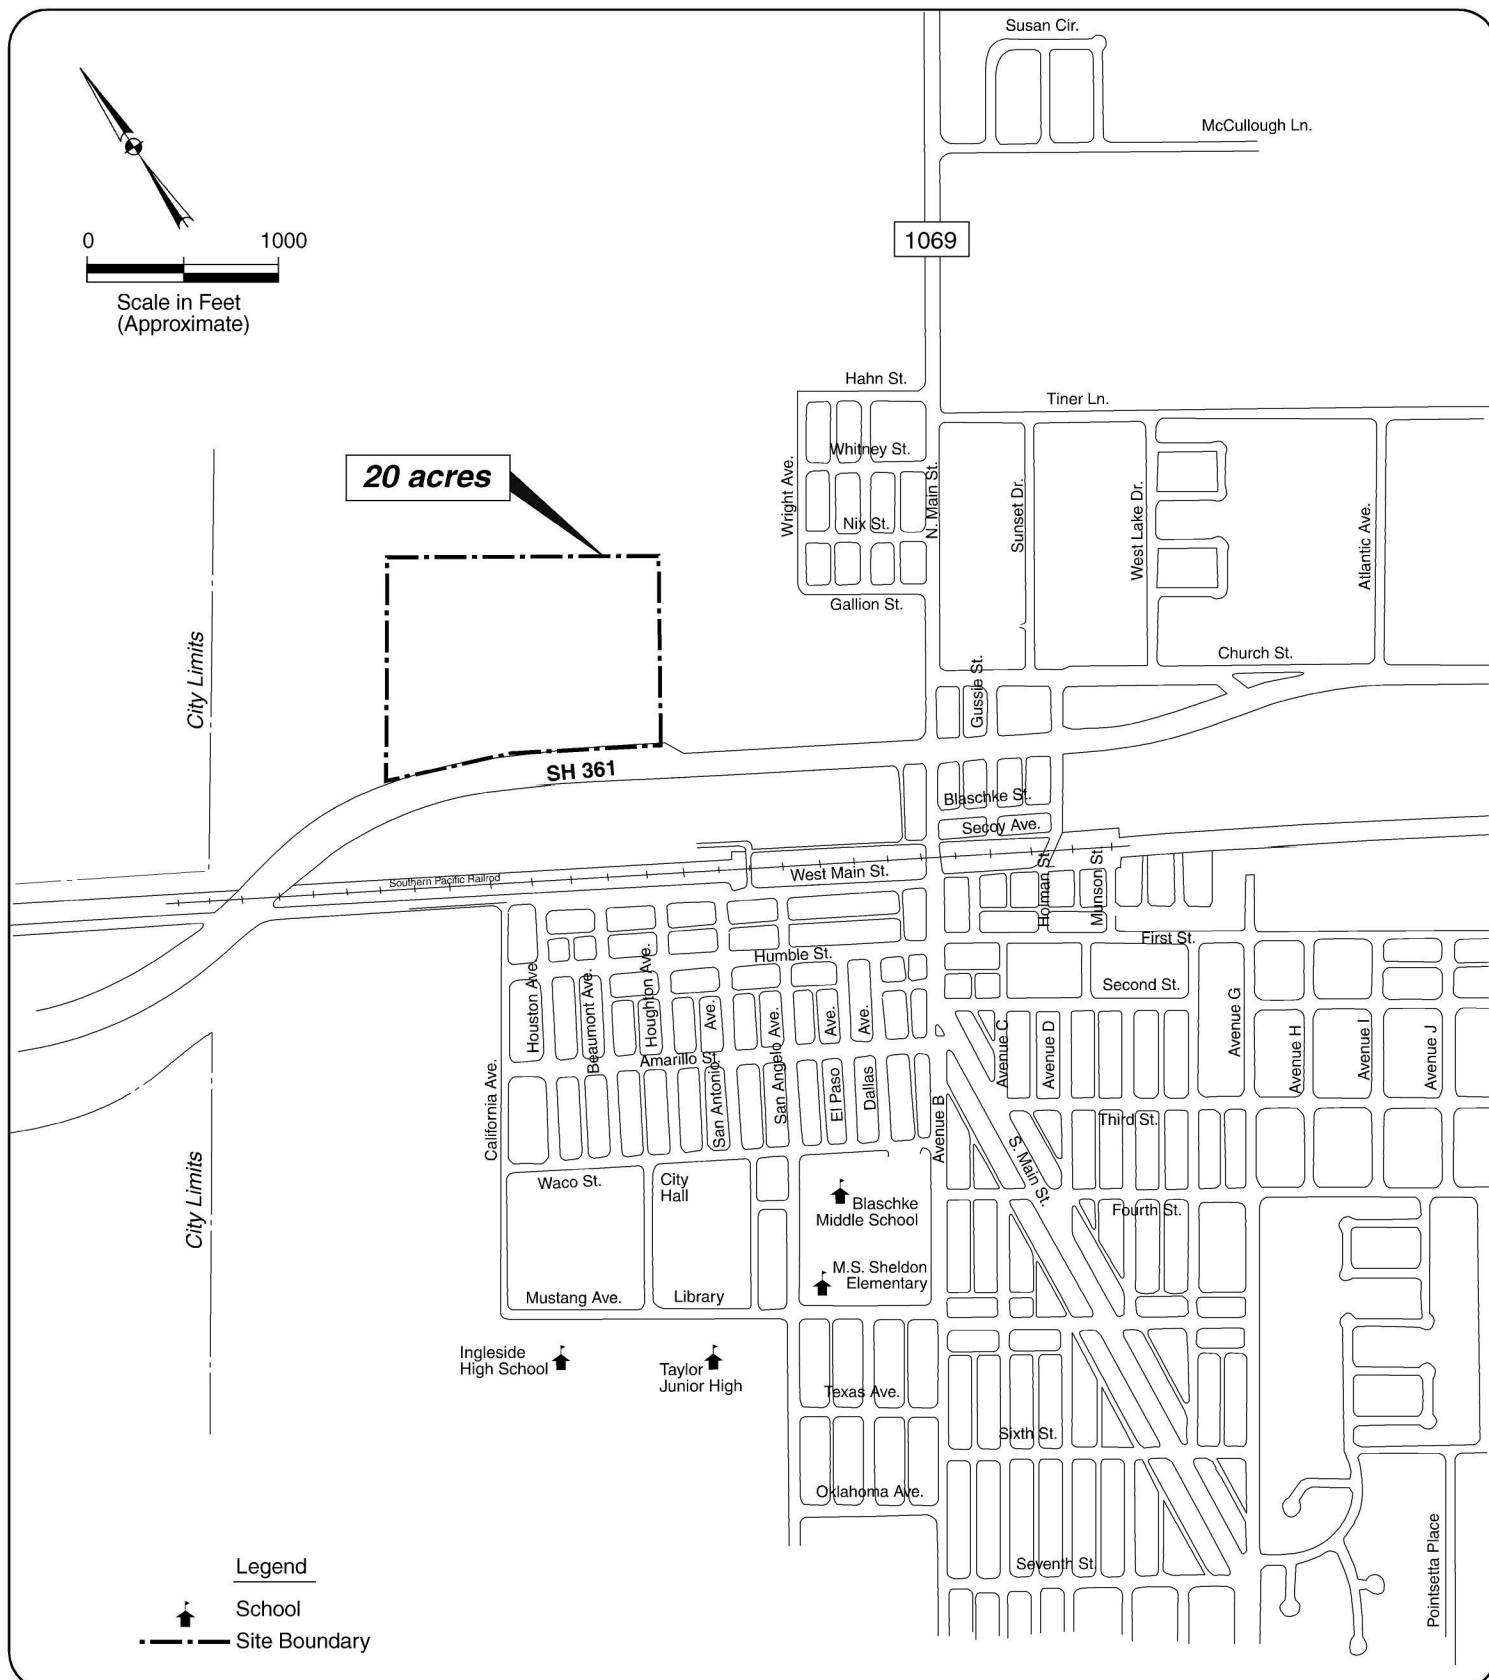 Susan Cir.
McCullough Ln.
1069
0 1000
Scale in Feet
(Approximate)
Hahn St.
Tiner Ln.
Whitney St.
20 acres
Wright Ave.
Nix St.
N. Main St.
Sunset Dr.
West Lake Dr.
Atlantic Ave.
Gallion St.
City Limits
Church St.
Gussie St.
SH 361
Blaschke St.
Secoy Ave.
Southern Pacific Railrod
West Main St.
Holman St.
Munson St.
First St.
Humble St.
Second St.
Houston Ave.
Beaumont Ave.
Houghton Ave.
Ave.
San Angelo Ave.
Ave.
Ave.
Avenue C
Avenue D
Avenue G
Avenue H
Avenue I
Avenue J
Amarillo St.
San Antonio
El Paso
Dallas
California Ave.
Avenue B
Third St.
S. Main St.
City Limits
Waco St.
City
Hall
Blaschke
Middle School
Fourth St.
M.S. Sheldon
Elementary
Mustang Ave.
Library
Ingleside
High School
Taylor
Junior High
Texas Ave.
Sixth St.
Oklahoma Ave.
Seventh St.
Pointsetta Place
Legend
School
Site Boundary